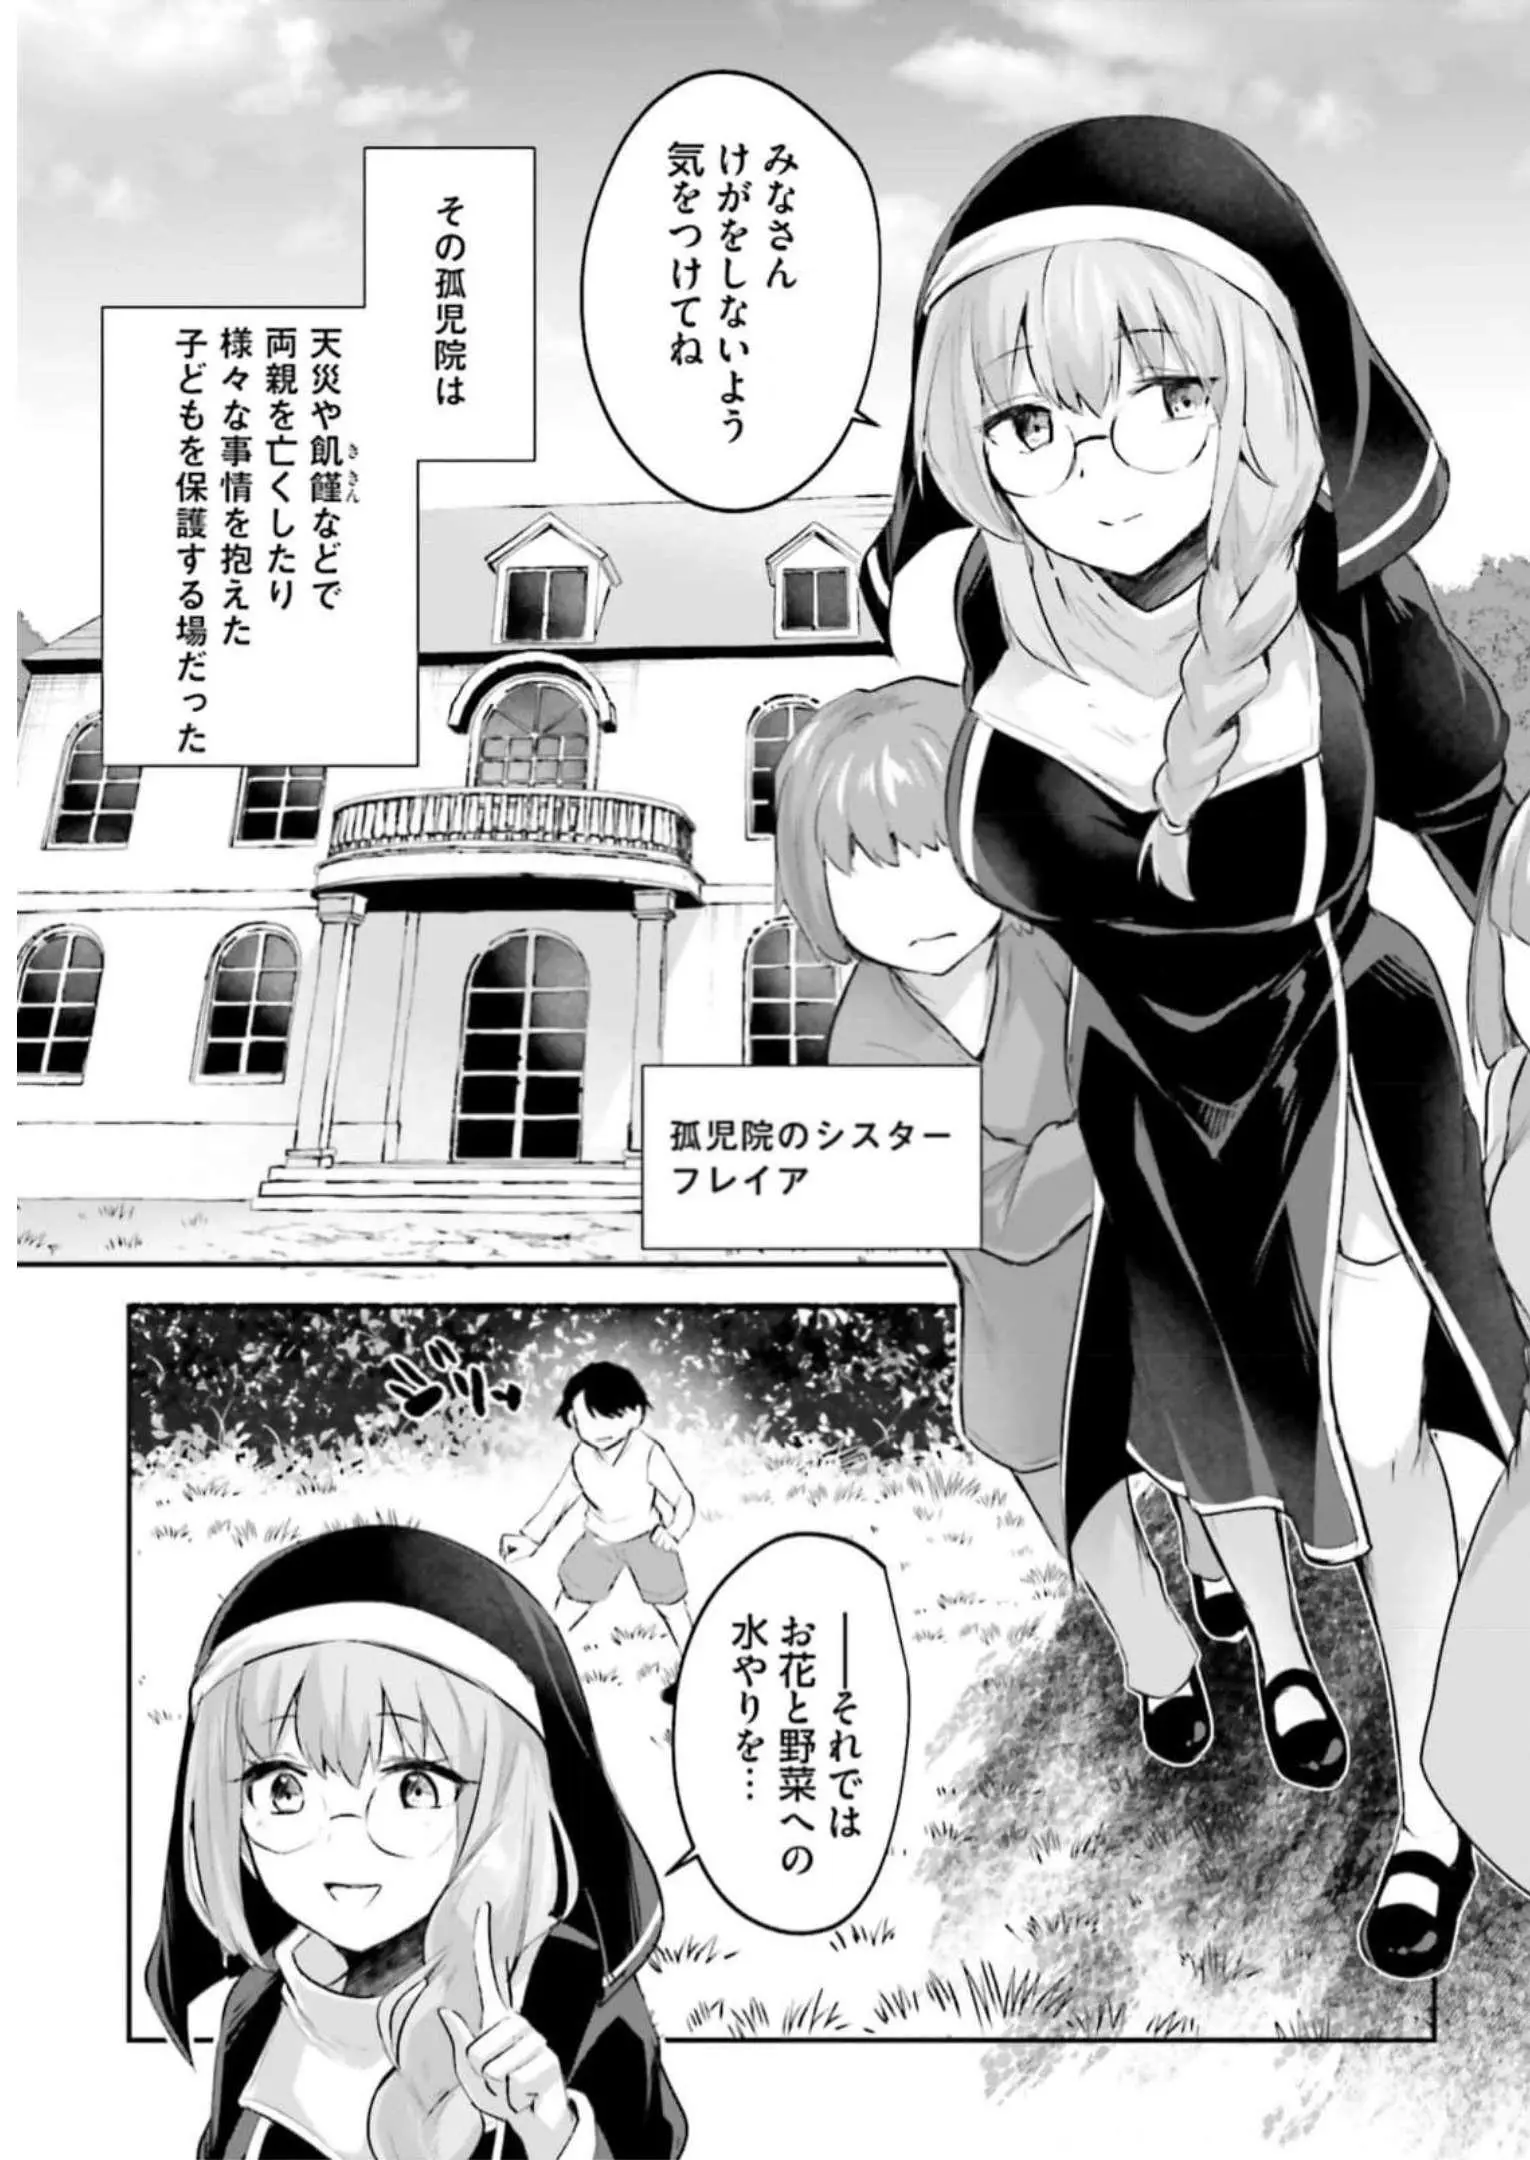 みなさん
けがをしないよう
気をつけてね
その孤児院は
天災や飢饉などで
ききん
両親を亡くしたり
様々な事情を抱えた
子どもを保護する場だった
孤児院のシスター
フレイア
──それでは
お花と野菜への
水やりを…